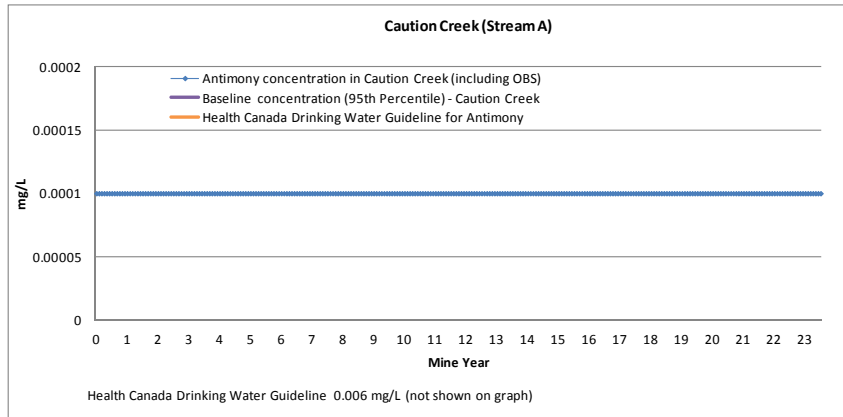 Caution Creek (Stream A)
0.0002
0.00015
0.0001
0.00005
0
mg/L
Antimony concentration in Caution Creek (including OBS)
Baseline concentration (95th Percentile) - Caution Creek
Health Canada Drinking Water Guideline for Antimony
0 1 2 3 4 5 6 7 8 9 10 11 12 13 14 15 16 17 18 19 20 21 22 23
Mine Year
Health Canada Drinking Water Guideline 0.006 mg/L (not shown on graph)